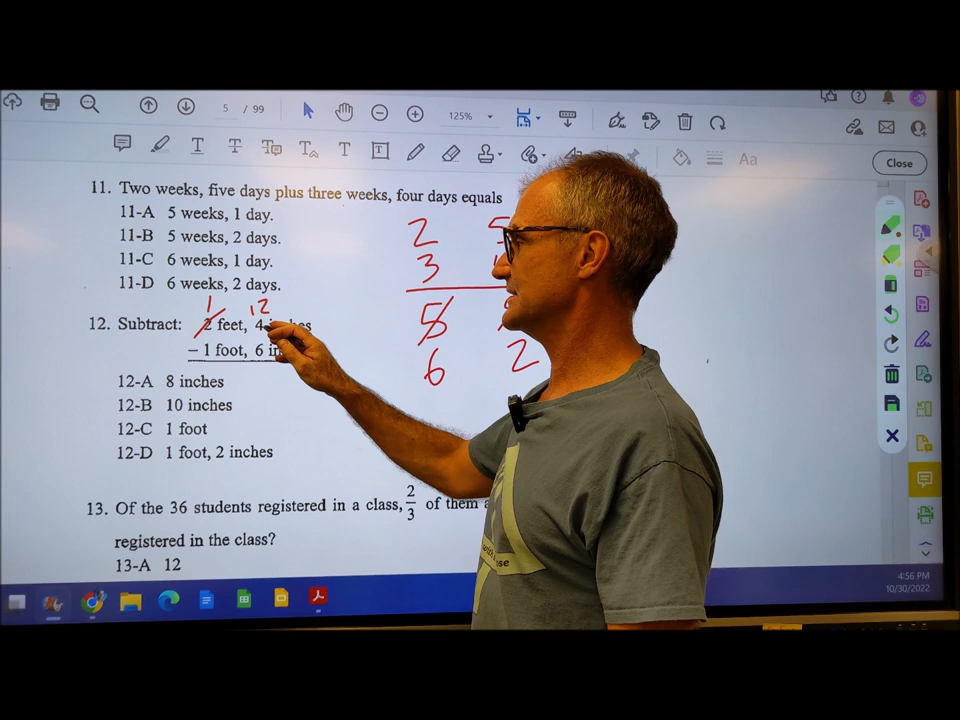 5 / 99
125%
Aa
Close
11. Two weeks, five days plus three weeks, four days equals
11-A 5 weeks, 1 day.
11-B 5 weeks, 2 days.
11-C 6 weeks, 1 day.
11-D 6 weeks, 2 days.
2 5
3
5
6 2
1 12
12. Subtract: 2 feet, 4 inches
− 1 foot, 6 in
12-A 8 inches
12-B 10 inches
12-C 1 foot
12-D 1 foot, 2 inches
13. Of the 36 students registered in a class, 2/3 of them
registered in the class?
13-A 12
4:56 PM
10/30/2022